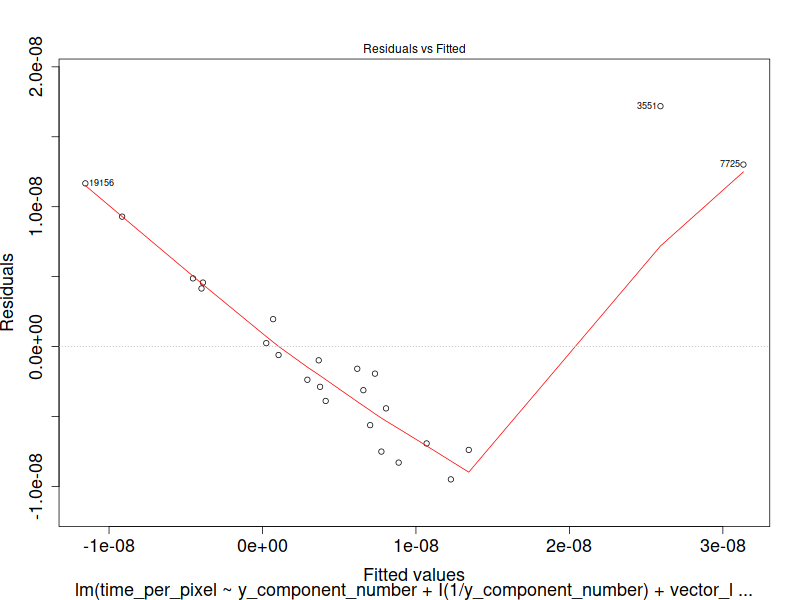 Residuals vs Fitted
2.0e-08
1.0e-08
0.0e+00
-1.0e-08
Residuals
3551
7725
19156
-1e-08 0e+00 1e-08 2e-08 3e-08
Fitted values
lm(time_per_pixel ~ y_component_number + I(1/y_component_number) + vector_l ...